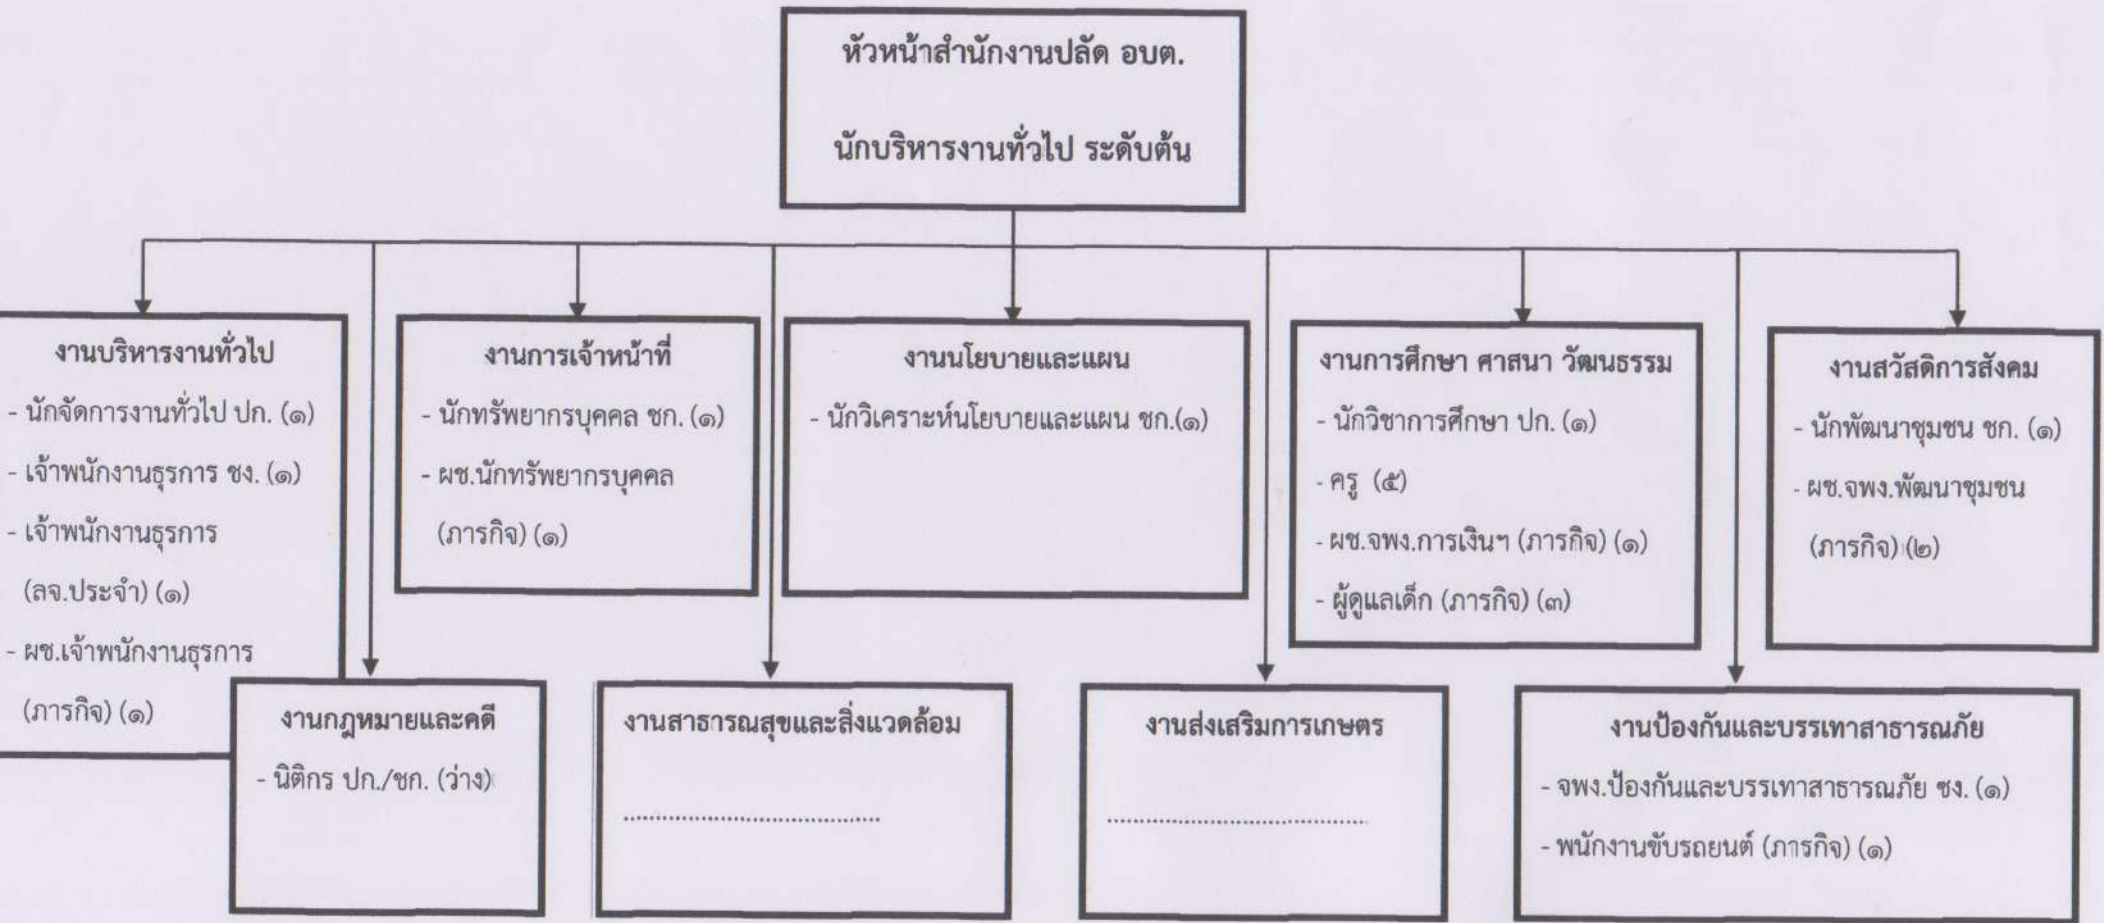 หัวหน้าสำนักงานปลัด อบต.
นักบริหารงานทั่วไป ระดับต้น
งานบริหารงานทั่วไป
- นักจัดการงานทั่วไป ปก. (๑)
- เจ้าพนักงานธุรการ ชง. (๑)
- เจ้าพนักงานธุรการ
(ลจ.ประจำ) (๑)
- ผช.เจ้าพนักงานธุรการ
(ภารกิจ) (๑)
งานการเจ้าหน้าที่
- นักทรัพยากรบุคคล ชก. (๑)
- ผช.นักทรัพยากรบุคคล
(ภารกิจ) (๑)
งานนโยบายและแผน
- นักวิเคราะห์นโยบายและแผน ชก.(๑)
งานการศึกษา ศาสนา วัฒนธรรม
- นักวิชาการศึกษา ปก. (๑)
- ครู (๕)
- ผช.จพง.การเงินฯ (ภารกิจ) (๑)
- ผู้ดูแลเด็ก (ภารกิจ) (๓)
งานสวัสดิการสังคม
- นักพัฒนาชุมชน ชก. (๑)
- ผช.จพง.พัฒนาชุมชน
(ภารกิจ) (๒)
งานกฎหมายและคดี
- นิติกร ปก./ชก. (ว่าง)
งานสาธารณสุขและสิ่งแวดล้อม
............................................
งานส่งเสริมการเกษตร
............................................
งานป้องกันและบรรเทาสาธารณภัย
- จพง.ป้องกันและบรรเทาสาธารณภัย ชง. (๑)
- พนักงานขับรถยนต์ (ภารกิจ) (๑)